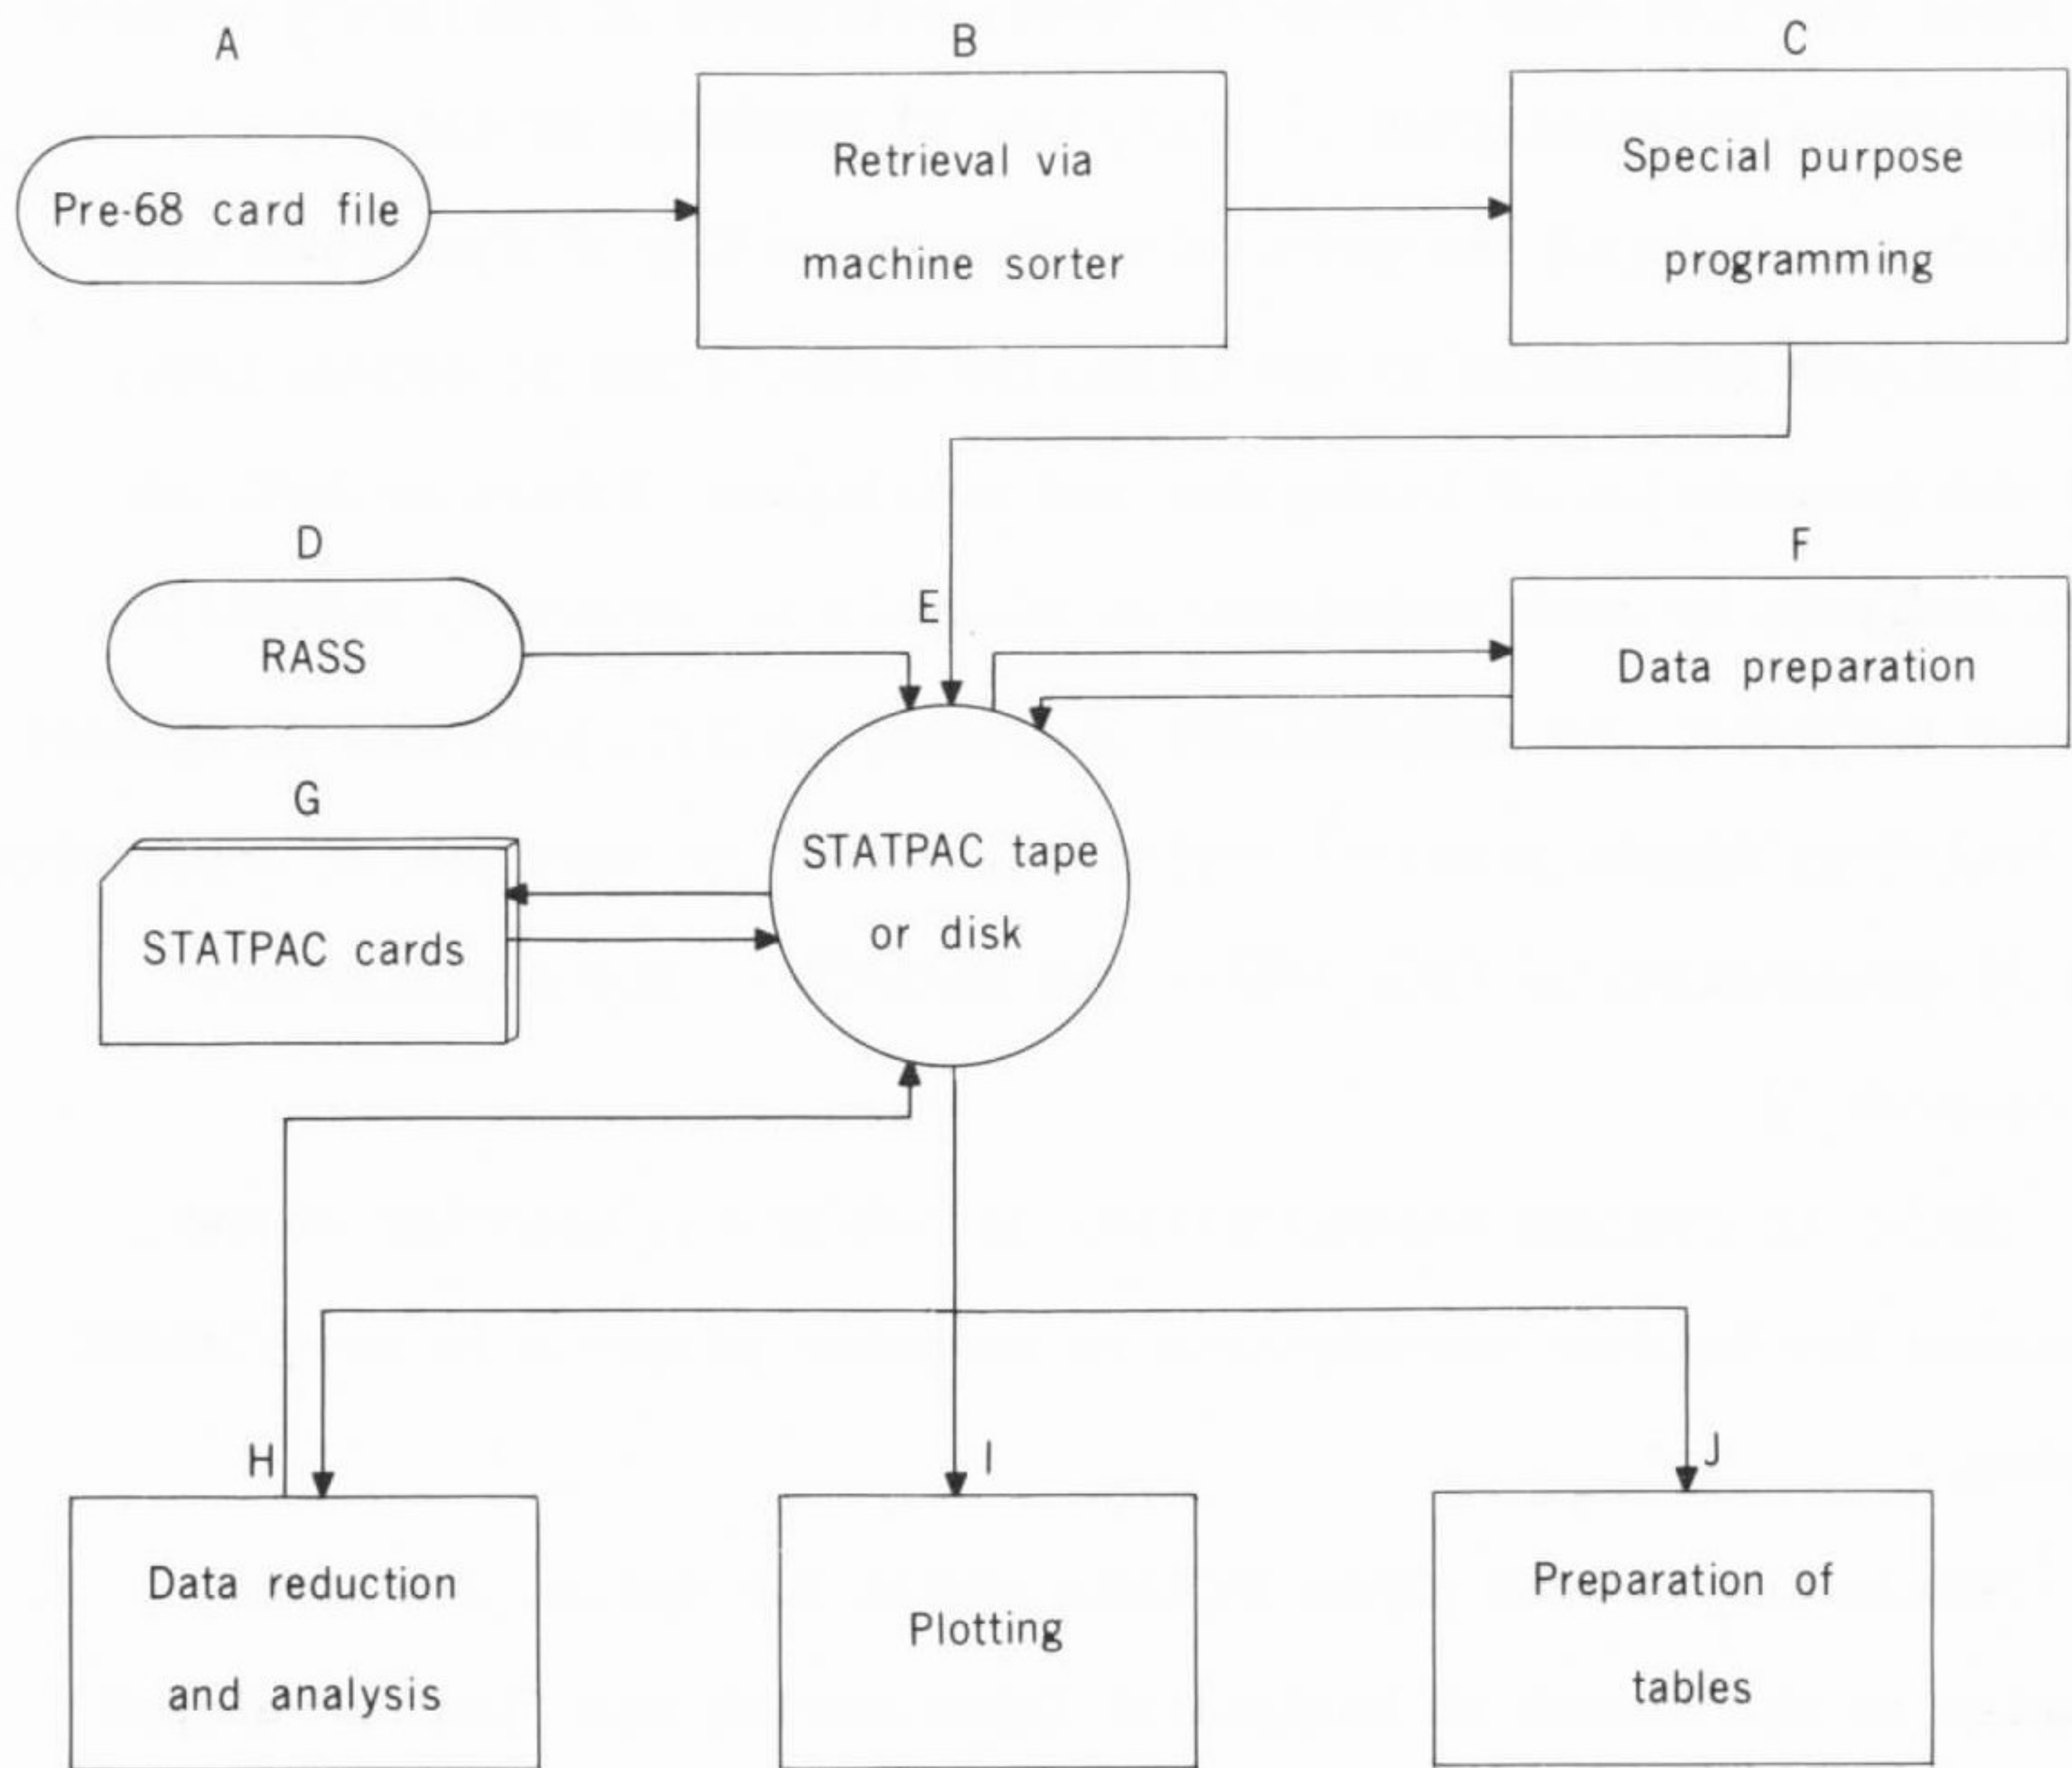 A
Pre-68 card file
B
Retrieval via
machine sorter
C
Special purpose
programming
D
RASS
E
STATPAC tape
or disk
F
Data preparation
G
STATPAC cards
H
Data reduction
and analysis
I
Plotting
J
Preparation of
tables